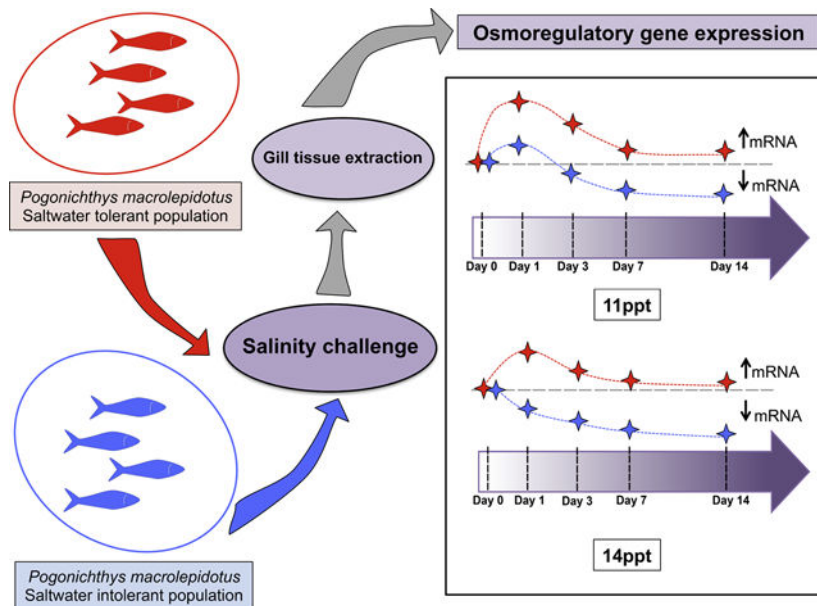 Osmoregulatory gene expression
Gill tissue extraction
Pogonichthys macrolepidotus
Saltwater tolerant population
Salinity challenge
Pogonichthys macrolepidotus
Saltwater intolerant population
mRNA
mRNA
Day 0 Day 1 Day 3 Day 7 Day 14
11ppt
mRNA
mRNA
Day 0 Day 1 Day 3 Day 7 Day 14
14ppt